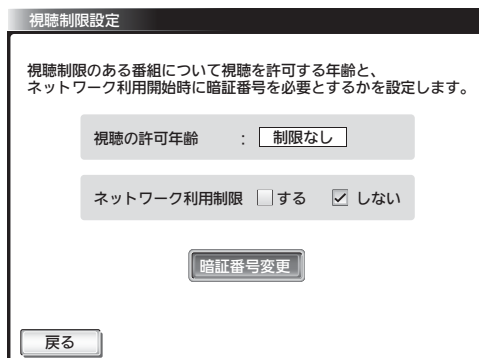 視聴制限設定
視聴制限のある番組について視聴を許可する年齢と、
ネットワーク利用開始時に暗証番号を必要とするかを設定します。
視聴の許可年齢 : 制限なし
ネットワーク利用制限 する しない
暗証番号変更
戻る